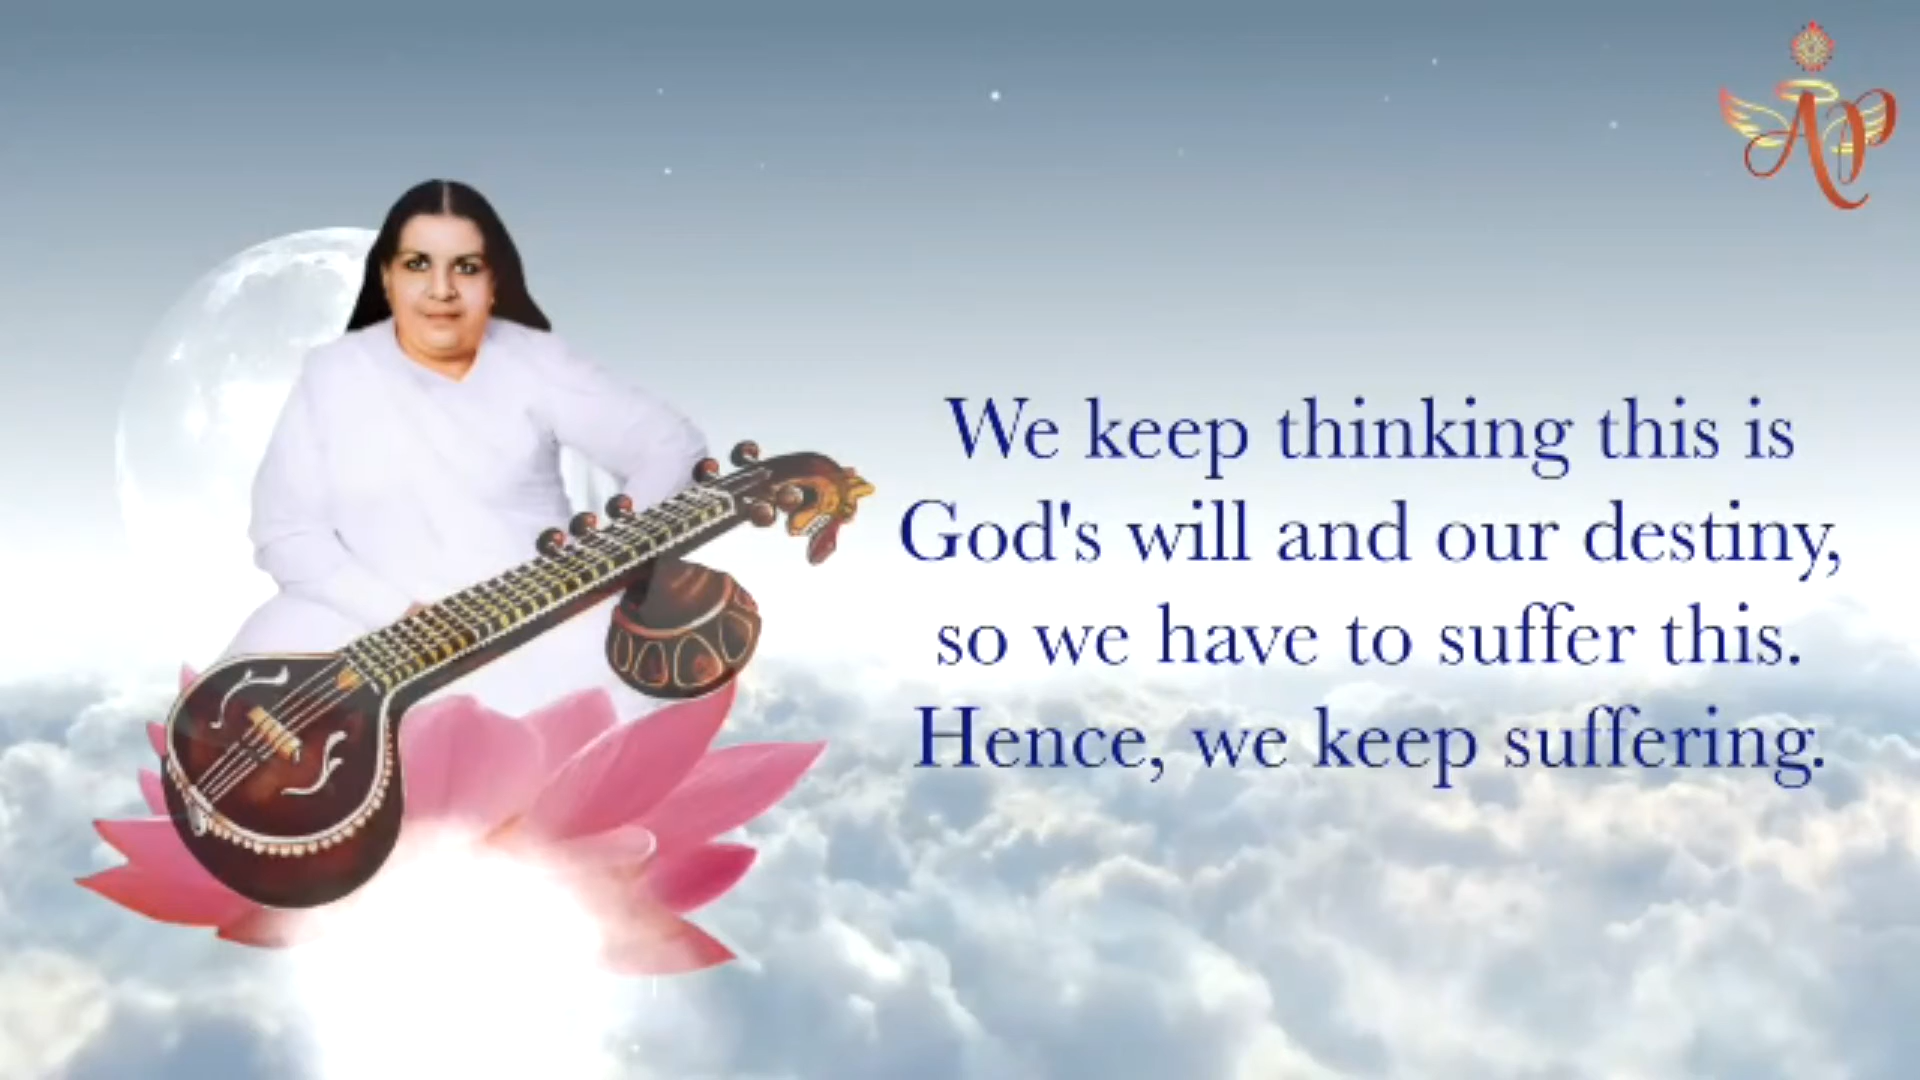 AP
We keep thinking this is
God's will and our destiny,
so we have to suffer this.
Hence, we keep suffering.